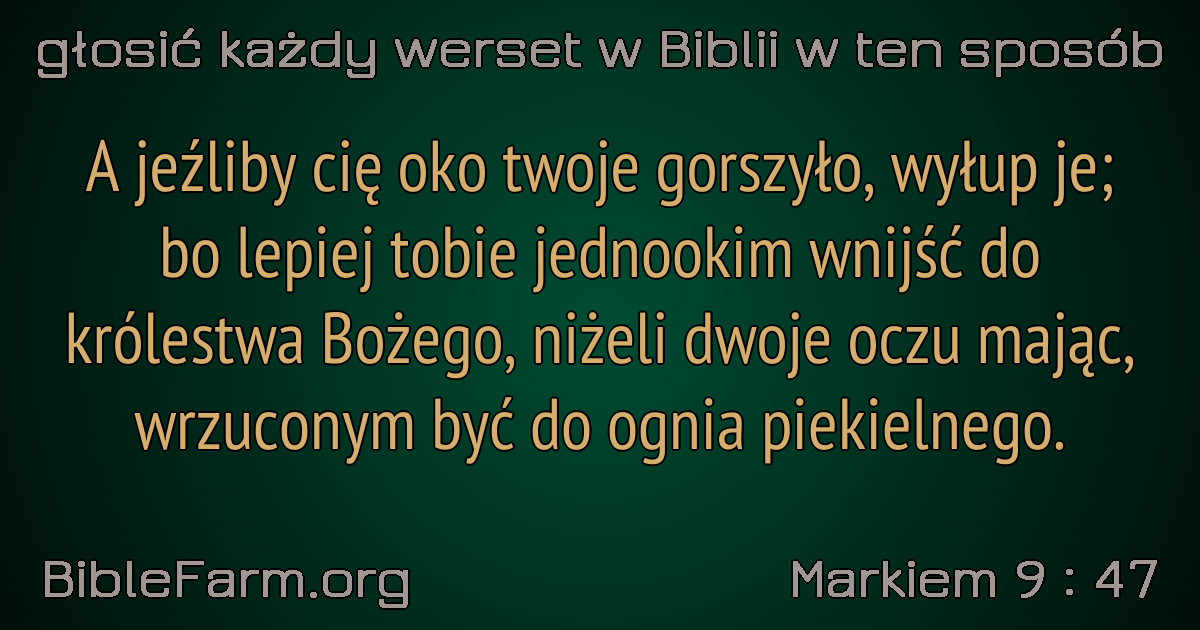 głosić każdy werset w Biblii w ten sposób
A jeźliby cię oko twoje gorszyło, wyłup je;
bo lepiej tobie jednookim wnijść do
królestwa Bożego, niżeli dwoje oczu mając,
wrzuconym być do ognia piekielnego.
BibleFarm.org
Markiem 9 : 47